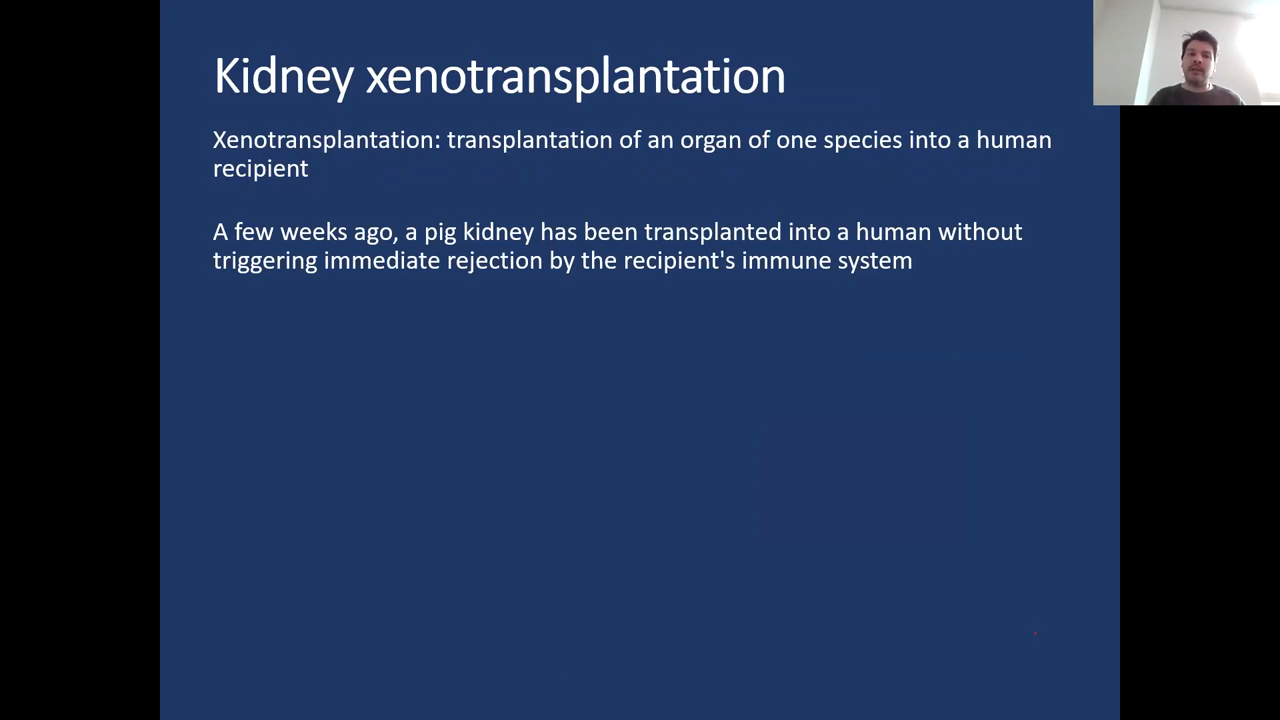 Kidney xenotransplantation
Xenotransplantation: transplantation of an organ of one species into a human
recipient
A few weeks ago, a pig kidney has been transplanted into a human without
triggering immediate rejection by the recipient's immune system